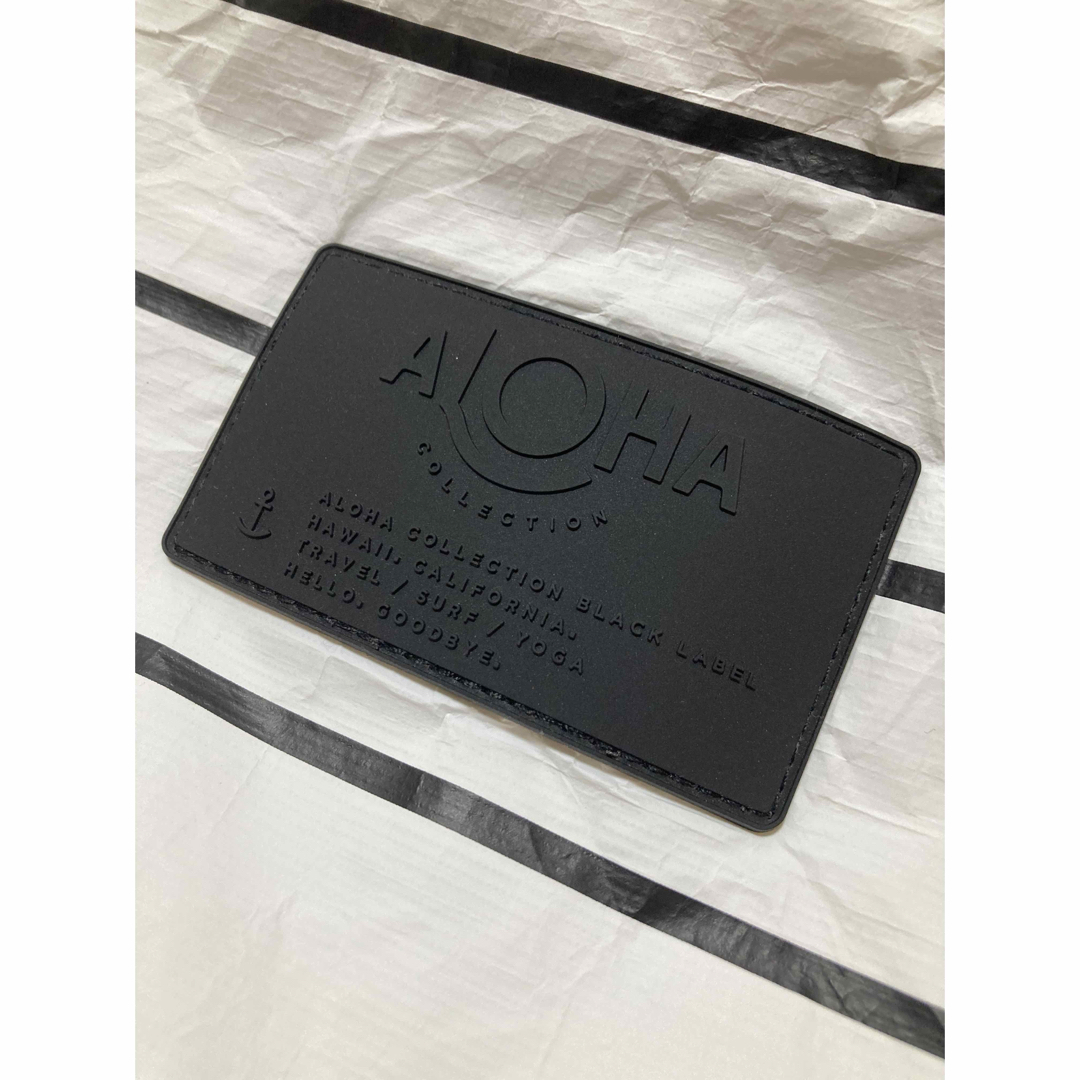 ALOHA
COLLECTION
ALOHA COLLECTION BLACK LABEL
HAWAII. CALIFORNIA.
TRAVEL / SURF / YOGA
HELLO. GOODBYE.